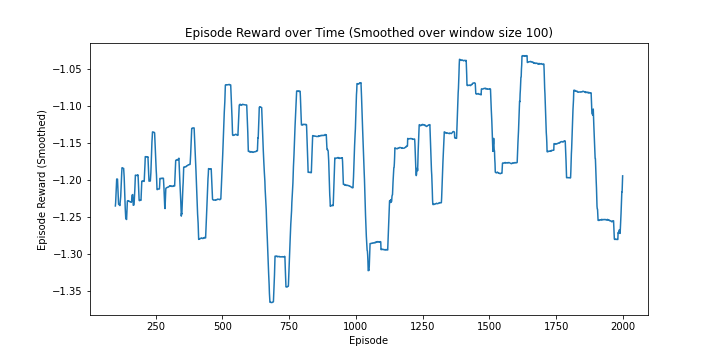 Episode Reward over Time (Smoothed over window size 100)
Episode Reward (Smoothed)
−1.05
−1.10
−1.15
−1.20
−1.25
−1.30
−1.35
250 500 750 1000 1250 1500 1750 2000
Episode